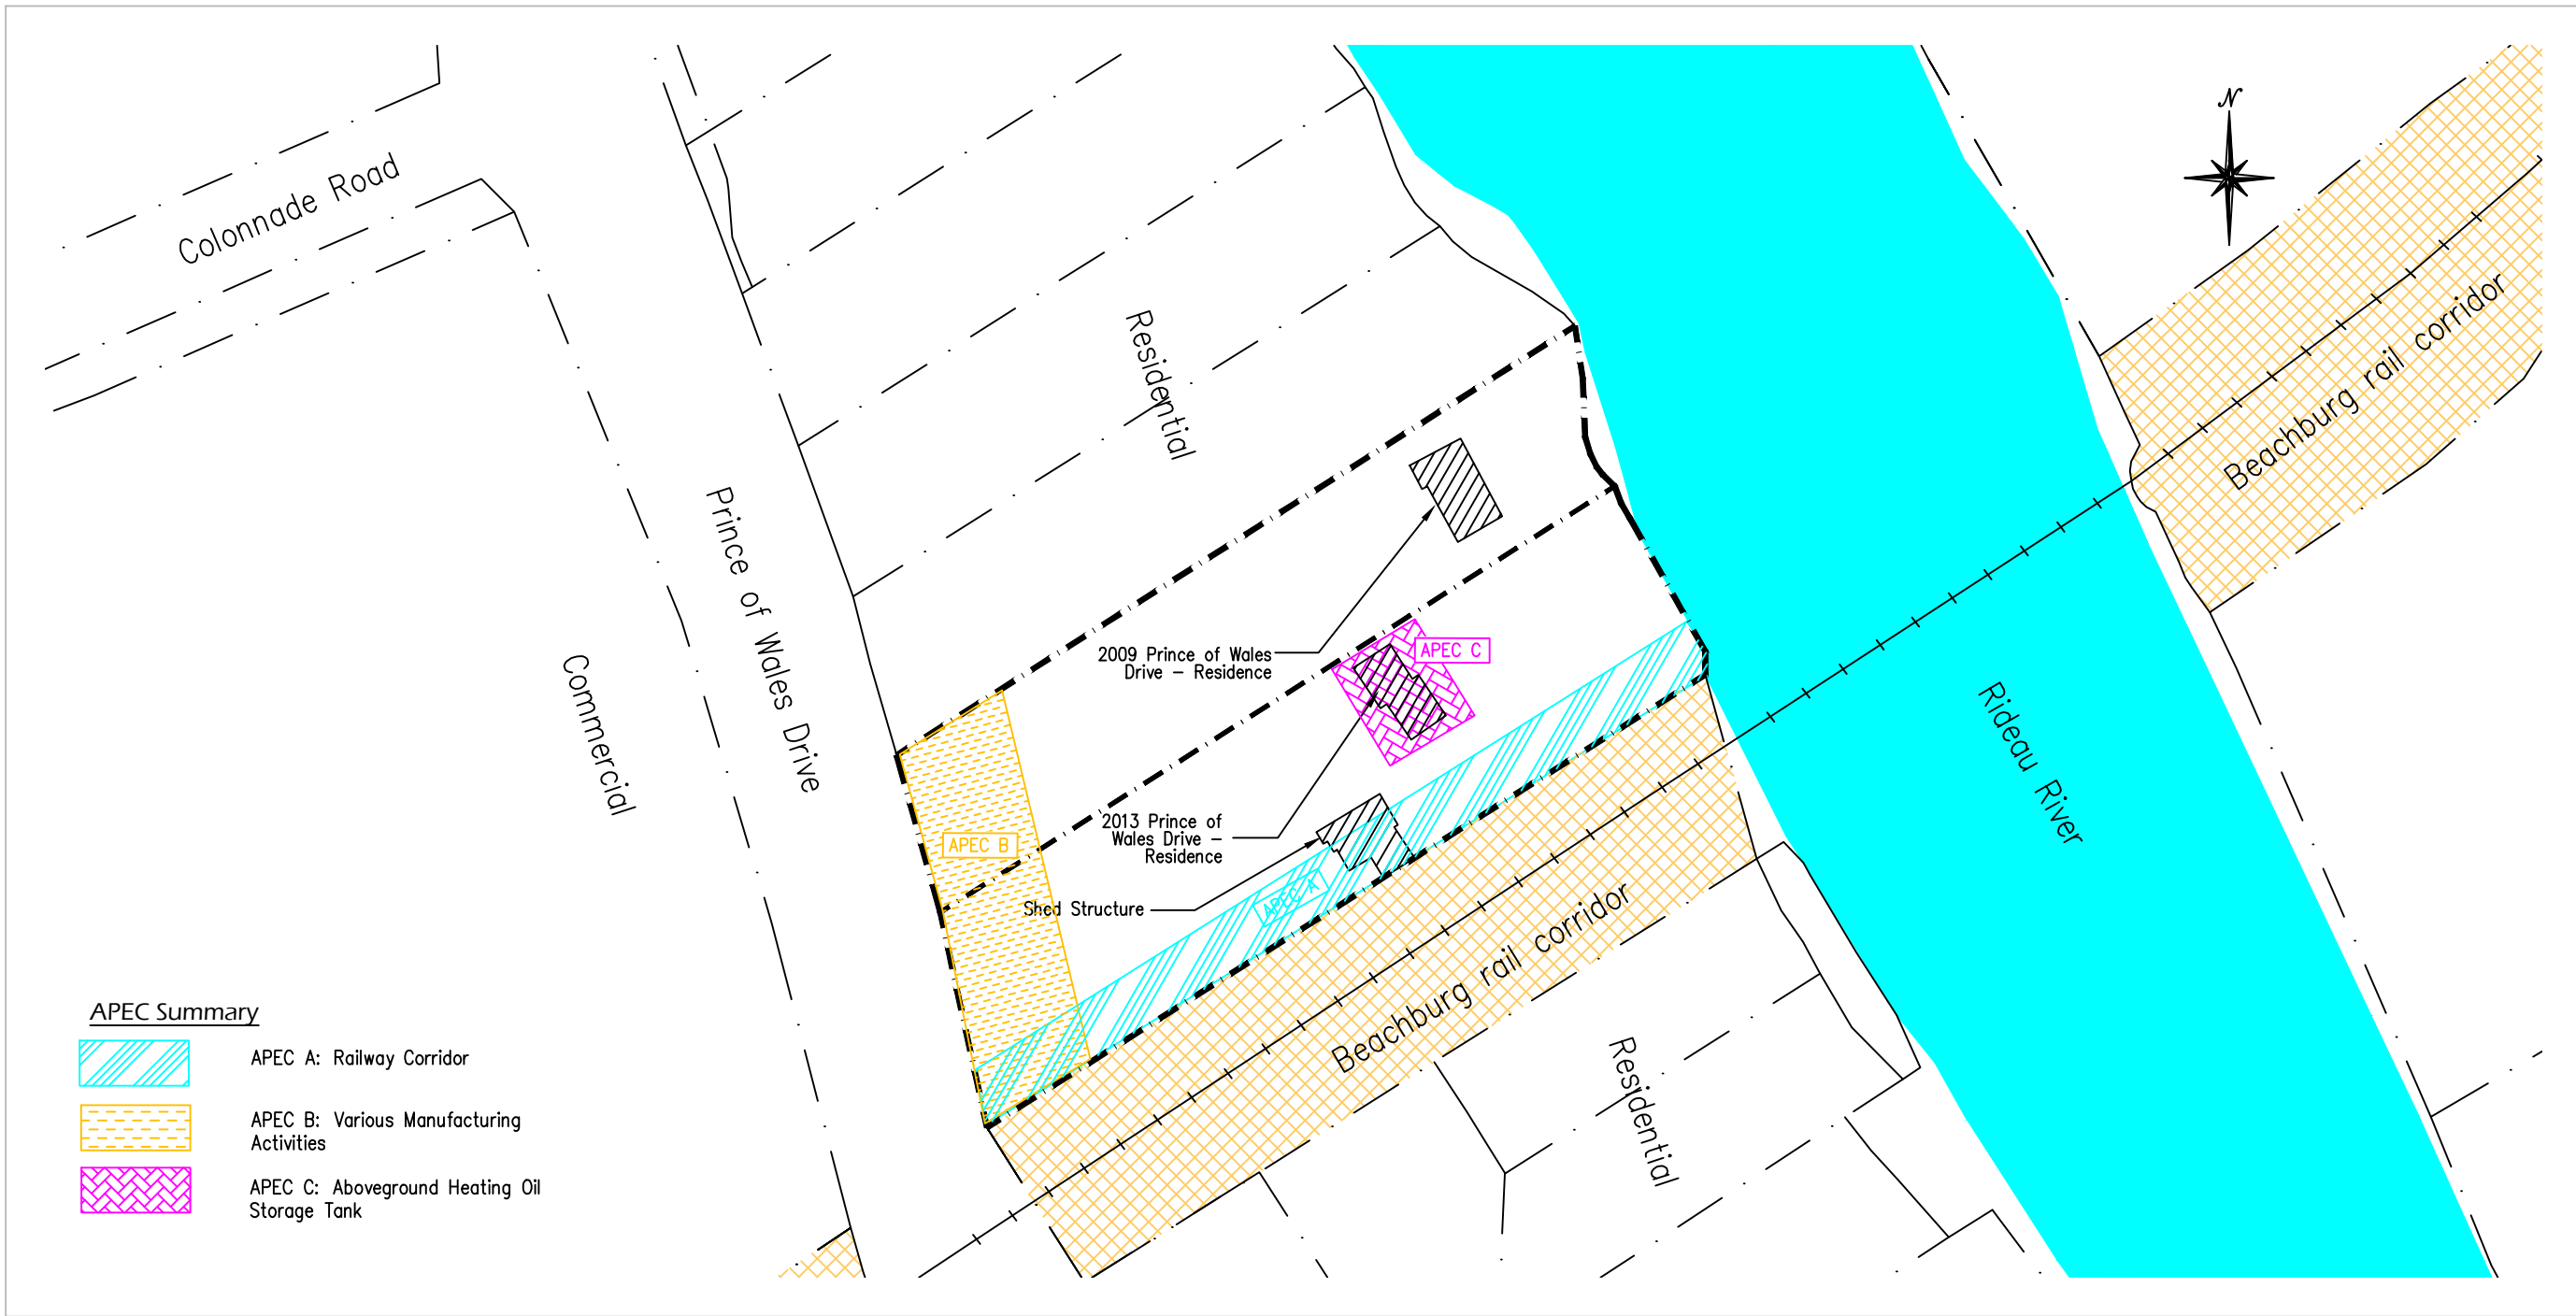 N
Colonnade Road
Beachburg rail corridor
Residential
Prince of Wales Drive
2009 Prince of Wales
Drive – Residence
APEC C
Commercial
Rideau River
2013 Prince of
Wales Drive –
Residence
APEC B
APEC A
Shed Structure
Beachburg rail corridor
Residential
APEC Summary
APEC A: Railway Corridor
APEC B: Various Manufacturing
Activities
APEC C: Aboveground Heating Oil
Storage Tank